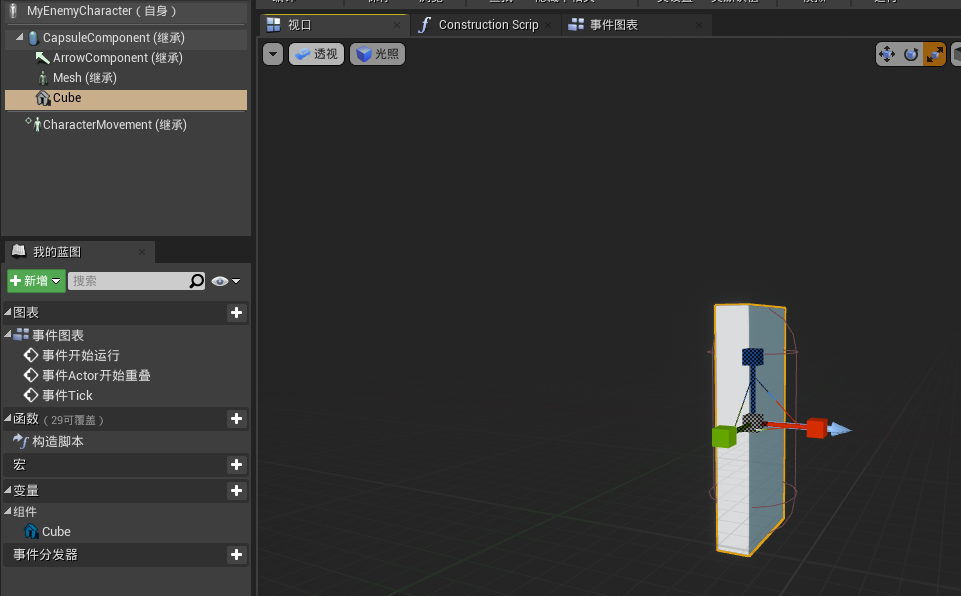 MyEnemyCharacter（自身）
CapsuleComponent (继承)
ArrowComponent (继承)
Mesh (继承)
Cube
CharacterMovement (继承)
我的蓝图
新增
搜索
图表
事件图表
事件开始运行
事件Actor开始重叠
事件Tick
函数（29可覆盖）
构造脚本
宏
变量
组件
Cube
事件分发器
视口
Construction Scrip
事件图表
透视
光照